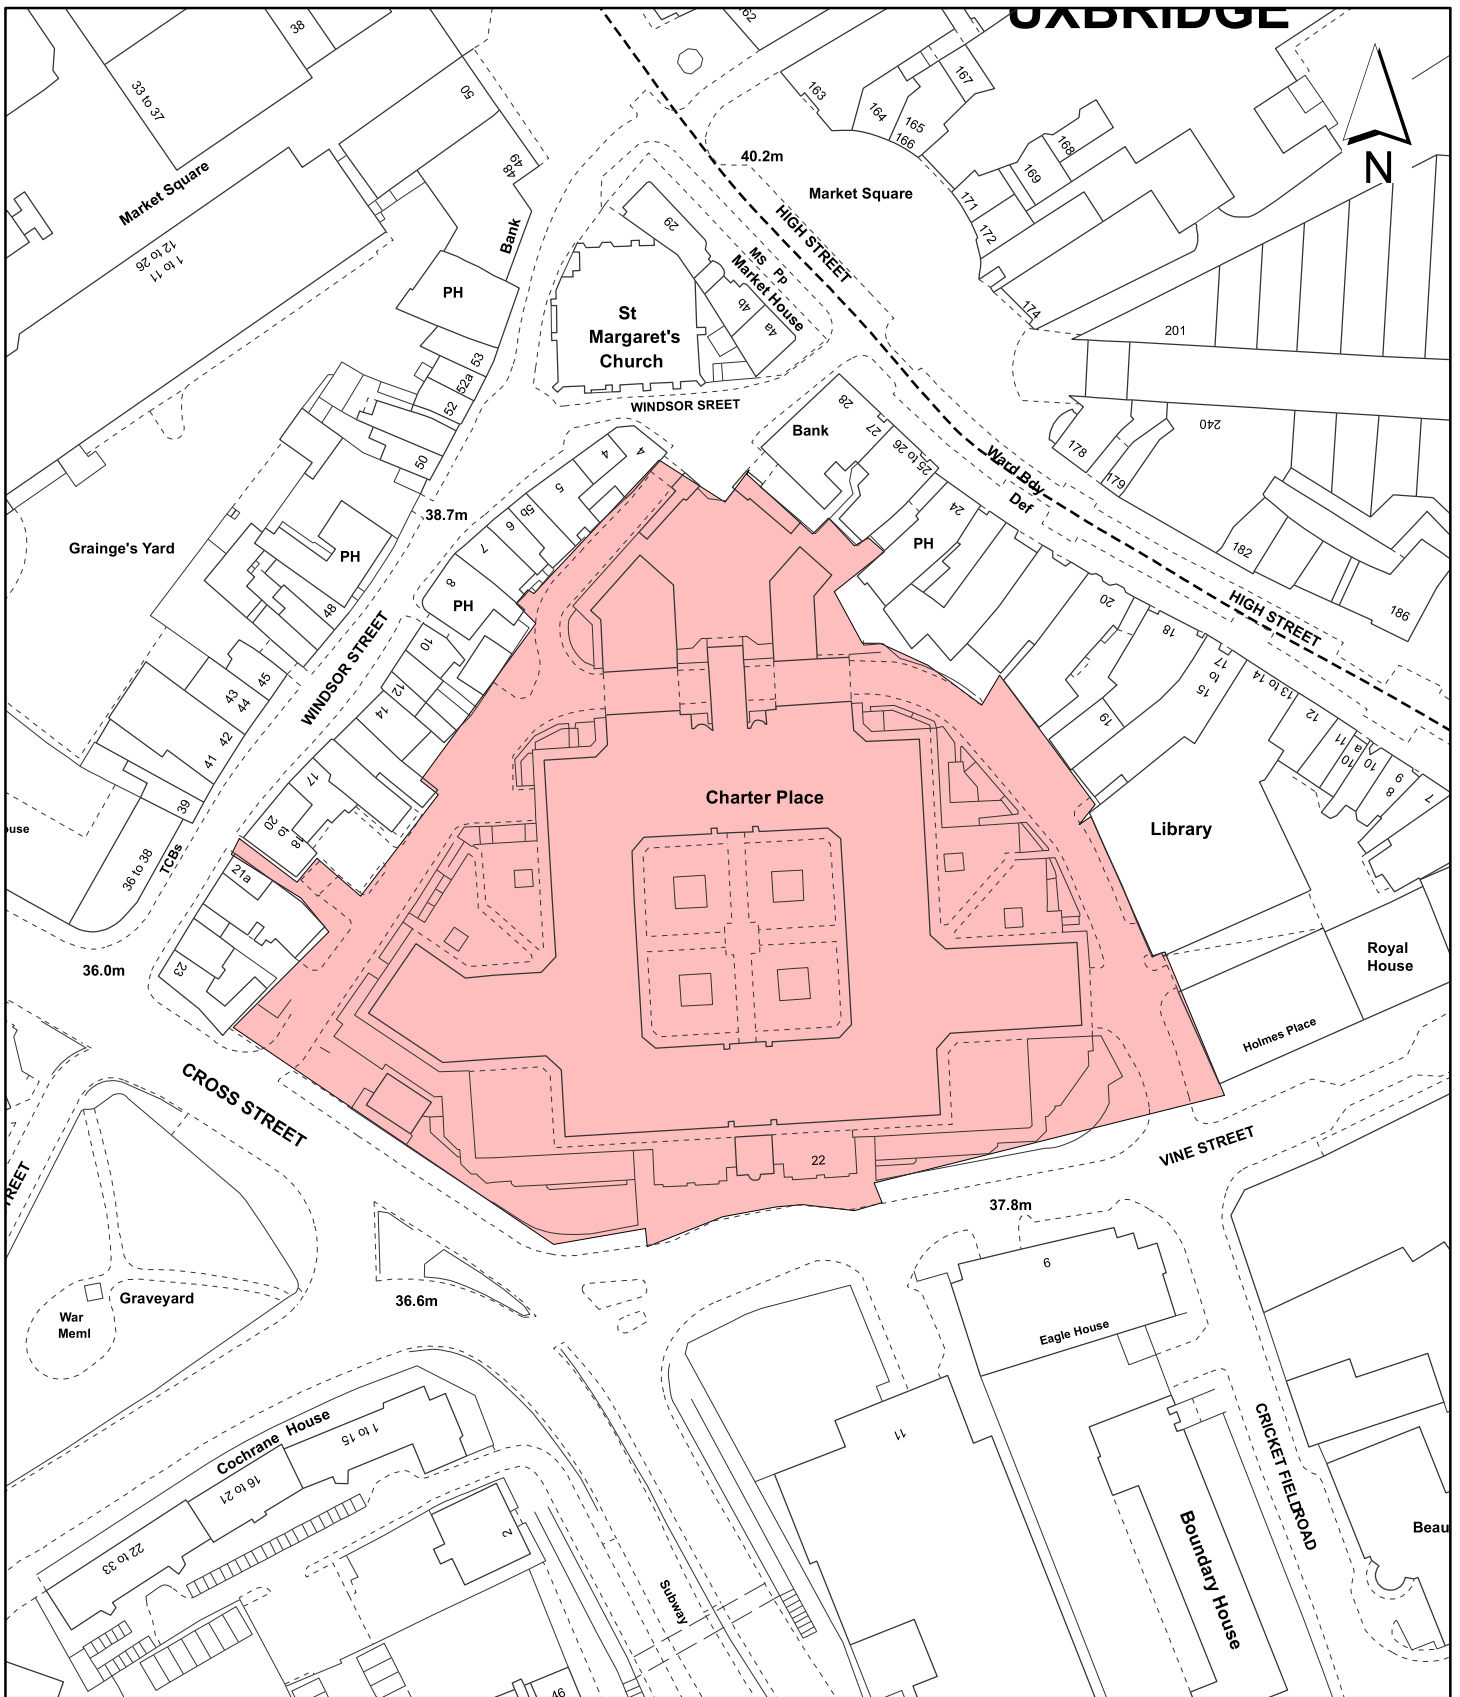 UXBRIDGE
N
38
62
33 to 37
50
49
48
163
164
165
166
167
168
169
171
172
174
40.2m
Market Square
Market Square
HIGH STREET
1 to 11
12 to 26
Bank
PH
29
MS Pp
Market House
4b
4a
St
Margaret's
Church
WINDSOR SREET
201
240
53
52a
52
50
28
Bank
27
25 to 26
24
PH
Ward Bdy
Def
178
179
182
186
HIGH STREET
4
4
5
5b
6
7
8
PH
38.7m
Grainge's Yard
PH
48
WINDSOR STREET
10
12
14
17
43
44
45
42
41
39
36 to 38
TCBs
ouse
20
to
18
21a
23
36.0m
20
18
17
to
15
19
13 to 14
12
11
10a
10
9
8
7
Charter Place
Library
Royal
House
Holmes Place
CROSS STREET
22
VINE STREET
37.8m
TREET
War
Meml
Graveyard
36.6m
6
Eagle House
Cochrane House
1 to 15
16 to 21
22 to 33
2
11
Subway
CRICKET FIELD ROAD
Boundary House
Beau
46